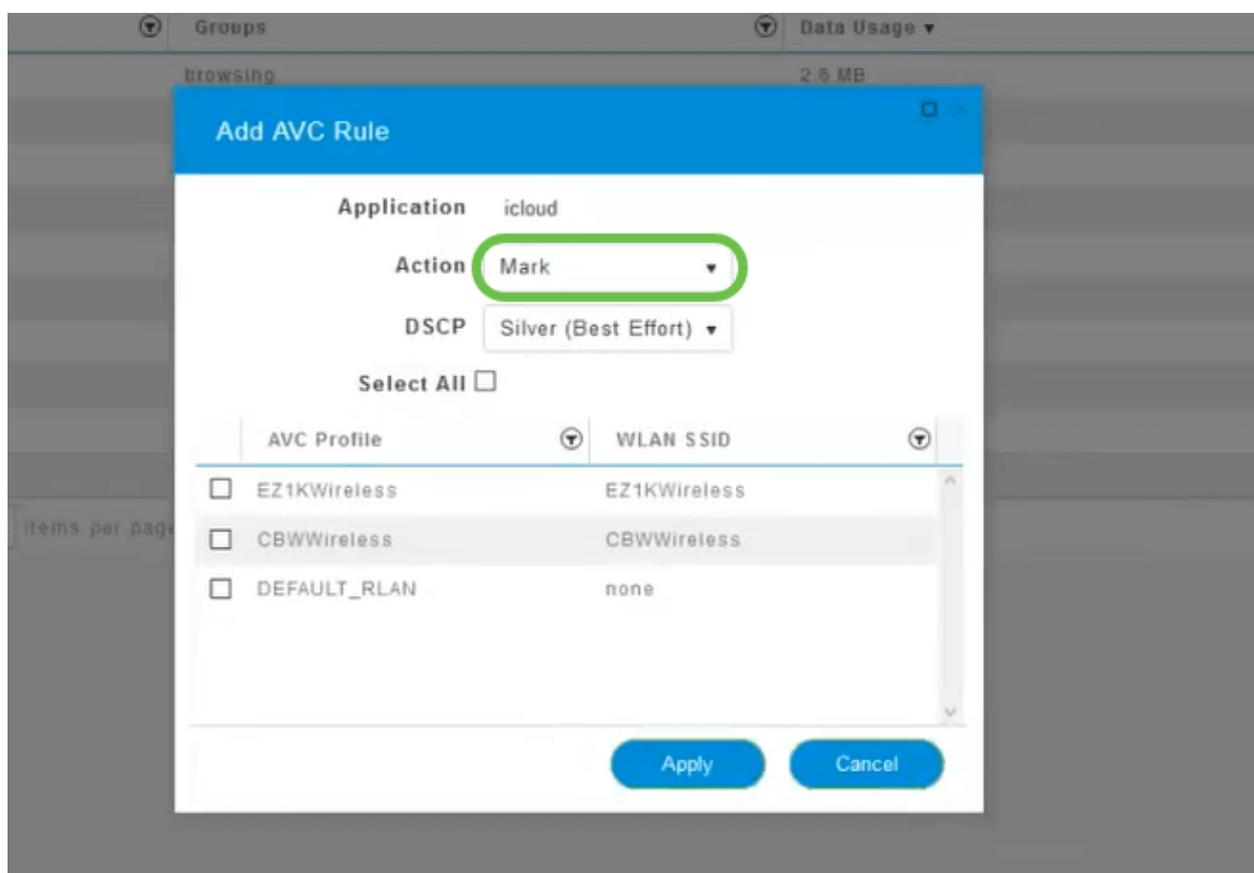 Groups Data Usage
browsing 2.6 MB
Add AVC Rule
Application icloud
Action Mark
DSCP Silver (Best Effort)
Select All
AVC Profile WLAN SSID
EZ1KWireless EZ1KWireless
CBWWireless CBWWireless
items per page
DEFAULT_RLAN none
Apply Cancel